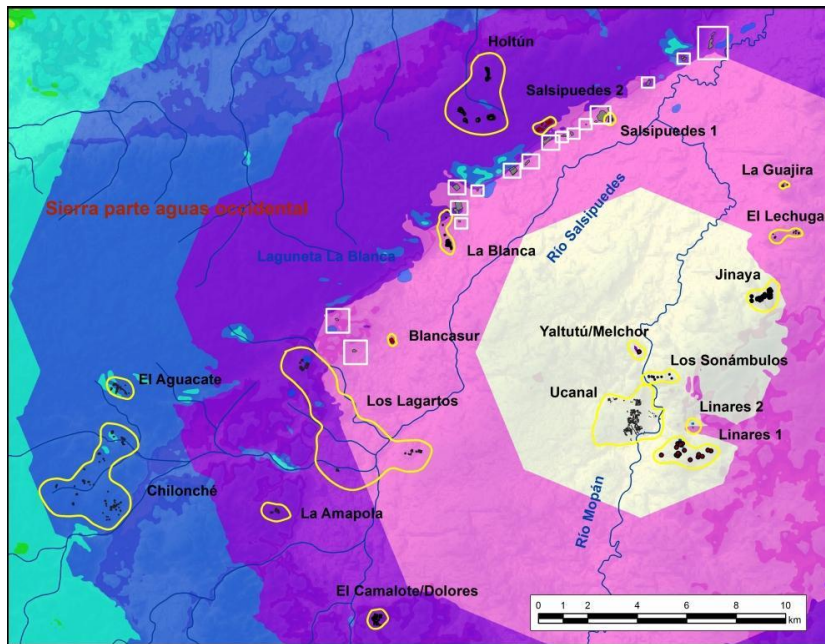 Holtún
Salsipuedes 2
Salsipuedes 1
La Guajira
Río Salsipuedes
El Lechugal
Sierra parte aguas occidental
La Blanca
Laguneta La Blanca
Jinaya
Blancasur
Yaltutú/Melchor
Los Sonámbulos
El Aguacate
Los Lagartos
Ucanal
Linares 2
Linares 1
Chilonché
La Amapola
Río Mopán
El Camalote/Dolores
0 2 4 6 8 10
km